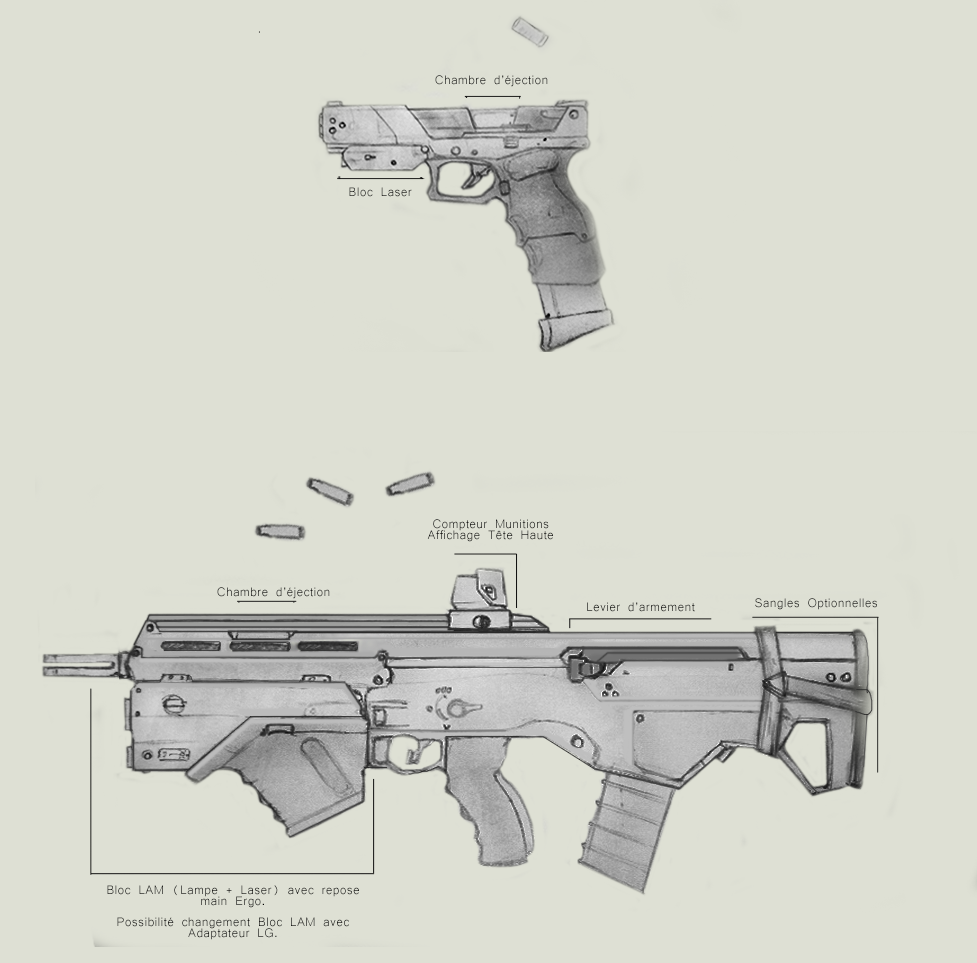 Chambre d'éjection
Bloc Laser
Compteur Munitions
Affichage Tête Haute
Chambre d'éjection
Levier d'armement
Sangles Optionnelles
Bloc LAM (Lampe + Laser) avec repose
main Ergo.
Possibilité changement Bloc LAM avec
Adaptateur LG.